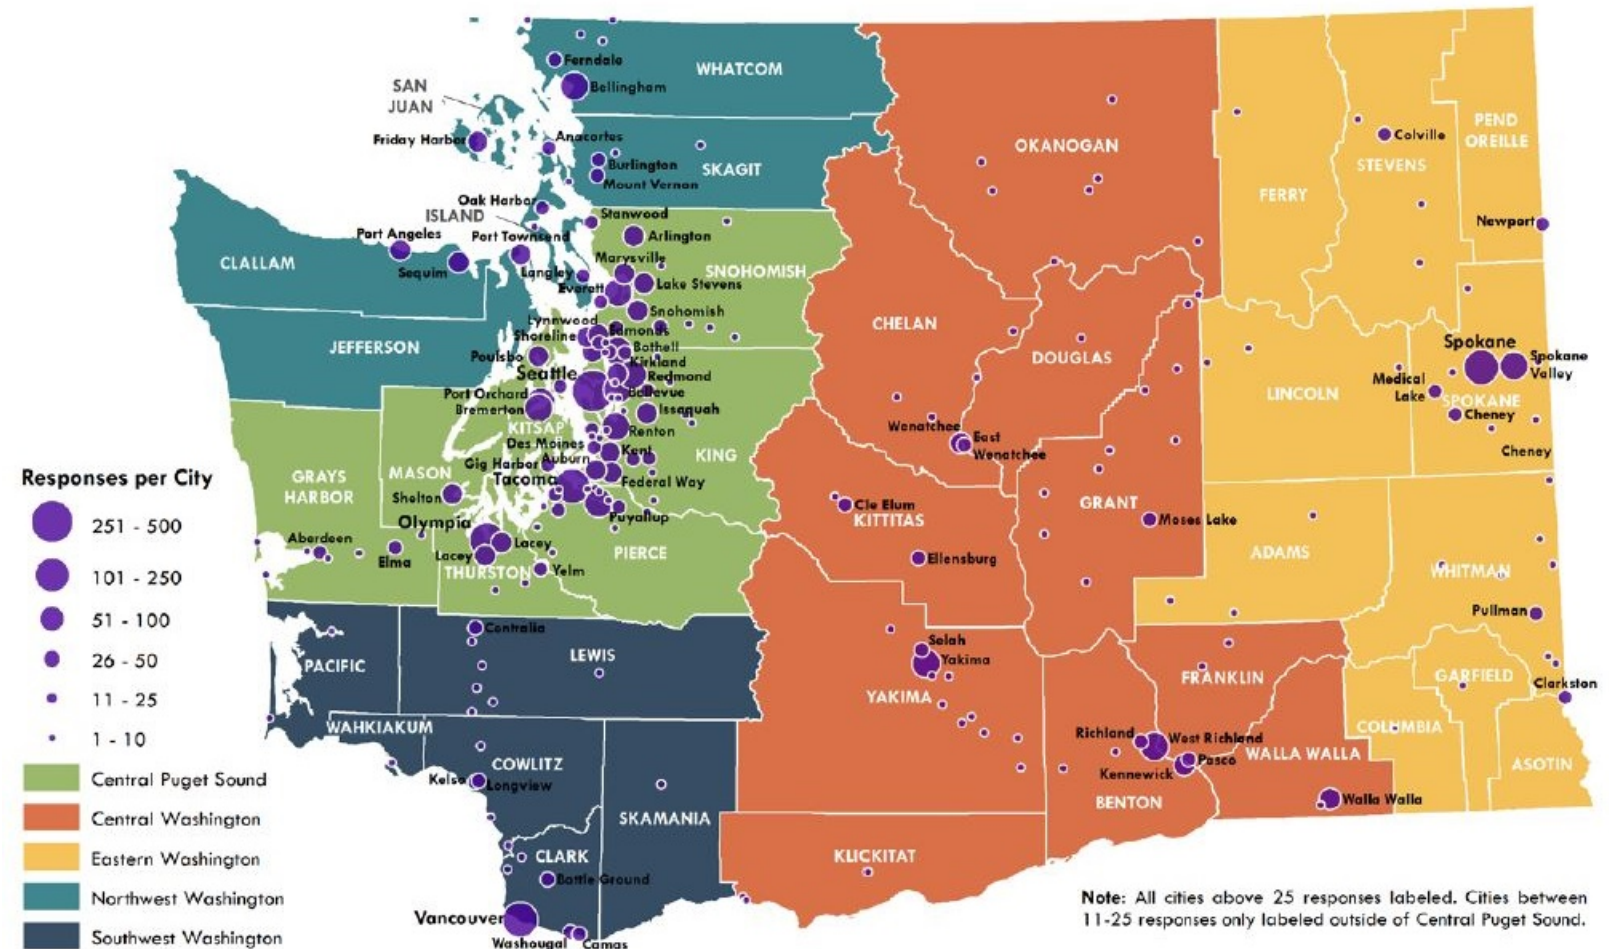 WHATCOM
Ferndale
Bellingham
SAN
JUAN
Friday Harbor
Anacortes
Burlington
Mount Vernon
SKAGIT
OKANOGAN
FERRY
Colville
STEVENS
PEND
OREILLE
Newport
Oak Harbor
ISLAND
Stanwood
Port Angeles
Port Townsend
Arlington
CLALLAM
Sequim
Langley
Marysville
SNOHOMISH
Everett
Lake Stevens
Snohomish
CHELAN
DOUGLAS
JEFFERSON
Lynnwood
Edmonds
Shoreline
Bothell
Poulsbo
Kirkland
Seattle
Redmond
Bellevue
Port Orchard
Bremerton
Issaquah
KITSAP
Renton
Des Moines
Kent
KING
Gig Harbor
Auburn
Tacoma
Federal Way
Puyallup
Wenatchee
East
Wenatchee
LINCOLN
Spokane
Spokane
Valley
Medical
Lake
SPOKANE
Cheney
Cheney
GRAYS
HARBOR
MASON
Shelton
Olympia
Aberdeen
Elma
Lacey
Lacey
THURSTON
Yelm
PIERCE
Cle Elum
KITTITAS
Ellensburg
GRANT
Moses Lake
ADAMS
WHITMAN
Pullman
Centralia
PACIFIC
LEWIS
Selah
Yakima
YAKIMA
FRANKLIN
GARFIELD
Clarkston
WAHKIAKUM
COWLITZ
Kelso
Longview
Richland
West Richland
Pasco
Kennewick
WALLA WALLA
COLUMBIA
ASOTIN
BENTON
Walla Walla
SKAMANIA
CLARK
Battle Ground
KLICKITAT
Vancouver
Washougal
Camas
Responses per City
251 - 500
101 - 250
51 - 100
26 - 50
11 - 25
1 - 10
Central Puget Sound
Central Washington
Eastern Washington
Northwest Washington
Southwest Washington
Note: All cities above 25 responses labeled. Cities between
11-25 responses only labeled outside of Central Puget Sound.